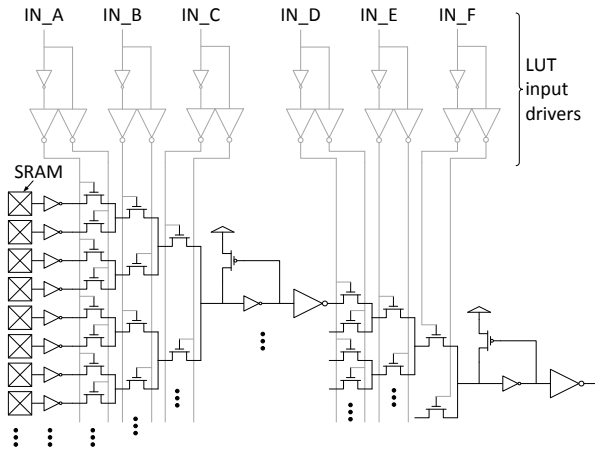 IN_A IN_B IN_C IN_D IN_E IN_F
LUT
input
drivers
SRAM